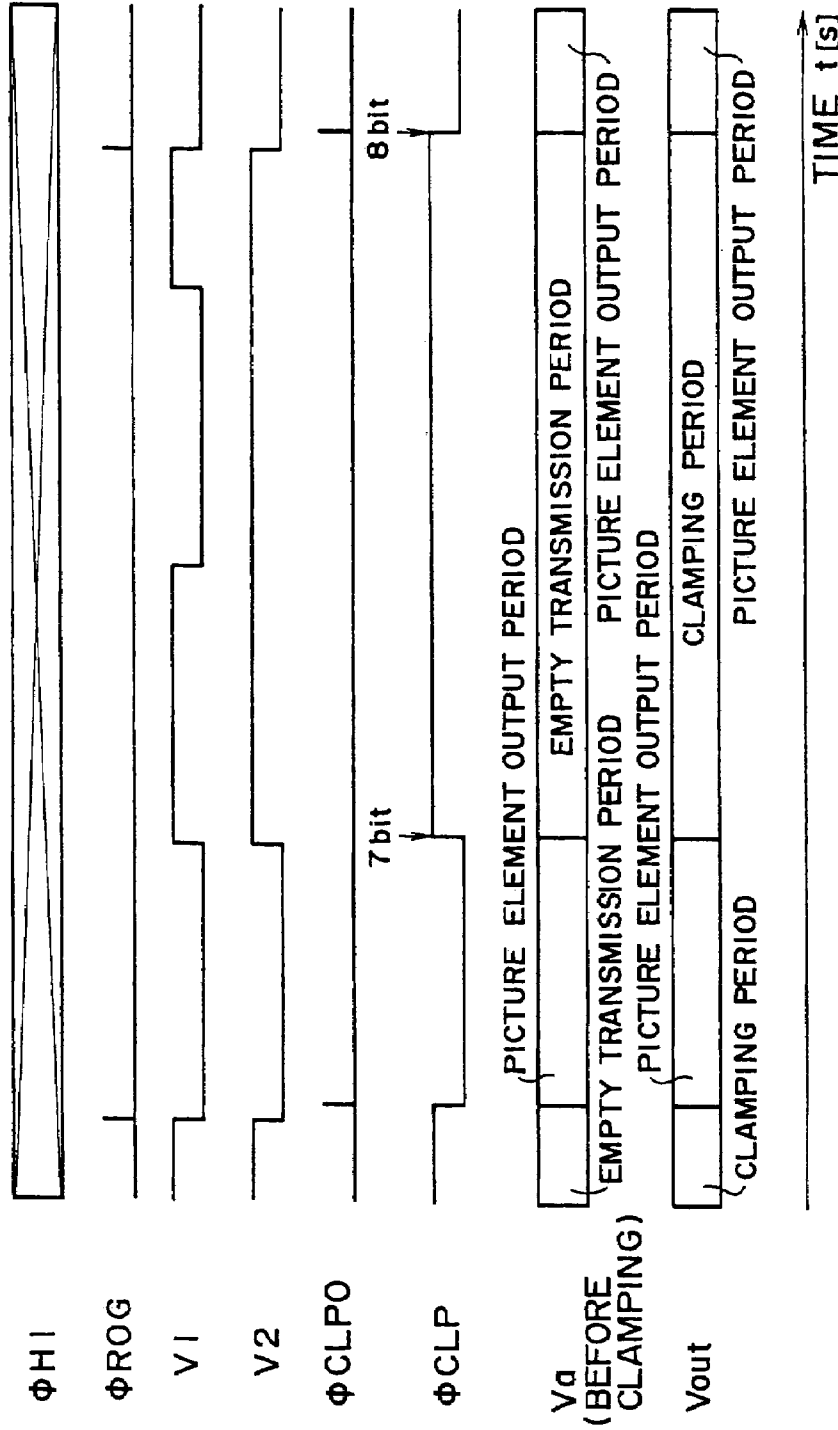 ΦH1
ΦROG
V1
V2
ΦCLPO
ΦCLP
7bit
8bit
Va
(BEFORE
CLAMPING)
PICTURE ELEMENT OUTPUT PERIOD
EMPTY TRANSMISSION PERIOD
EMPTY TRANSMISSION PERIOD
PICTURE ELEMENT OUTPUT PERIOD
Vout
PICTURE ELEMENT OUTPUT PERIOD
CLAMPING PERIOD
CLAMPING PERIOD
PICTURE ELEMENT OUTPUT PERIOD
TIME t[s]